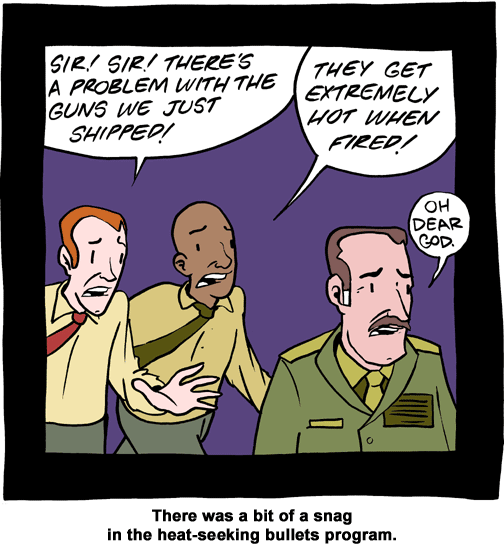 SIR! SIR! THERE'S
A PROBLEM WITH THE
GUNS WE JUST
SHIPPED!
THEY GET
EXTREMELY
HOT WHEN
FIRED!
OH
DEAR
GOD.
There was a bit of a snag
in the heat-seeking bullets program.